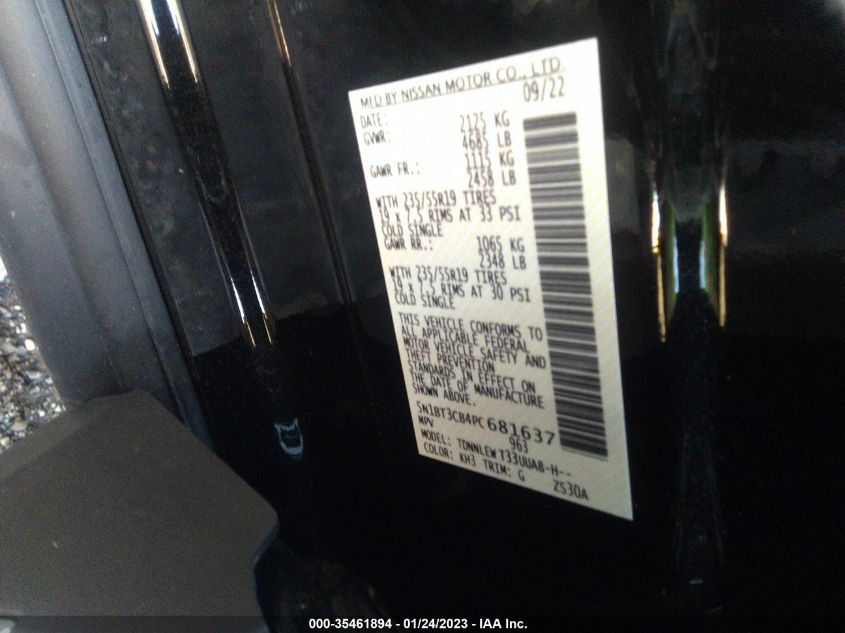 MFD BY NISSAN MOTOR CO., LTD.
DATE: 09/22
GVWR: 2125 KG
4685 LB
GAWR FR.: 1115 KG
2458 LB
WITH 235/55R19 TIRES
19 x 7.5 RIMS AT 33 PSI
COLD SINGLE
GAWR RR.: 1065 KG
2348 LB
WITH 235/55R19 TIRES
19 x 7.5 RIMS AT 30 PSI
COLD SINGLE
THIS VEHICLE CONFORMS TO
ALL APPLICABLE FEDERAL
MOTOR VEHICLE SAFETY AND
THEFT PREVENTION
STANDARDS IN EFFECT ON
THE DATE OF MANUFACTURE
SHOWN ABOVE.
5N1BT3CB4PC681637
MPV 963
MODEL: TDNNLEW T33UUAB-H--
COLOR: KH3 TRIM: G ZS30A
000-35461894 / 01/24/2023 - IAA Inc.